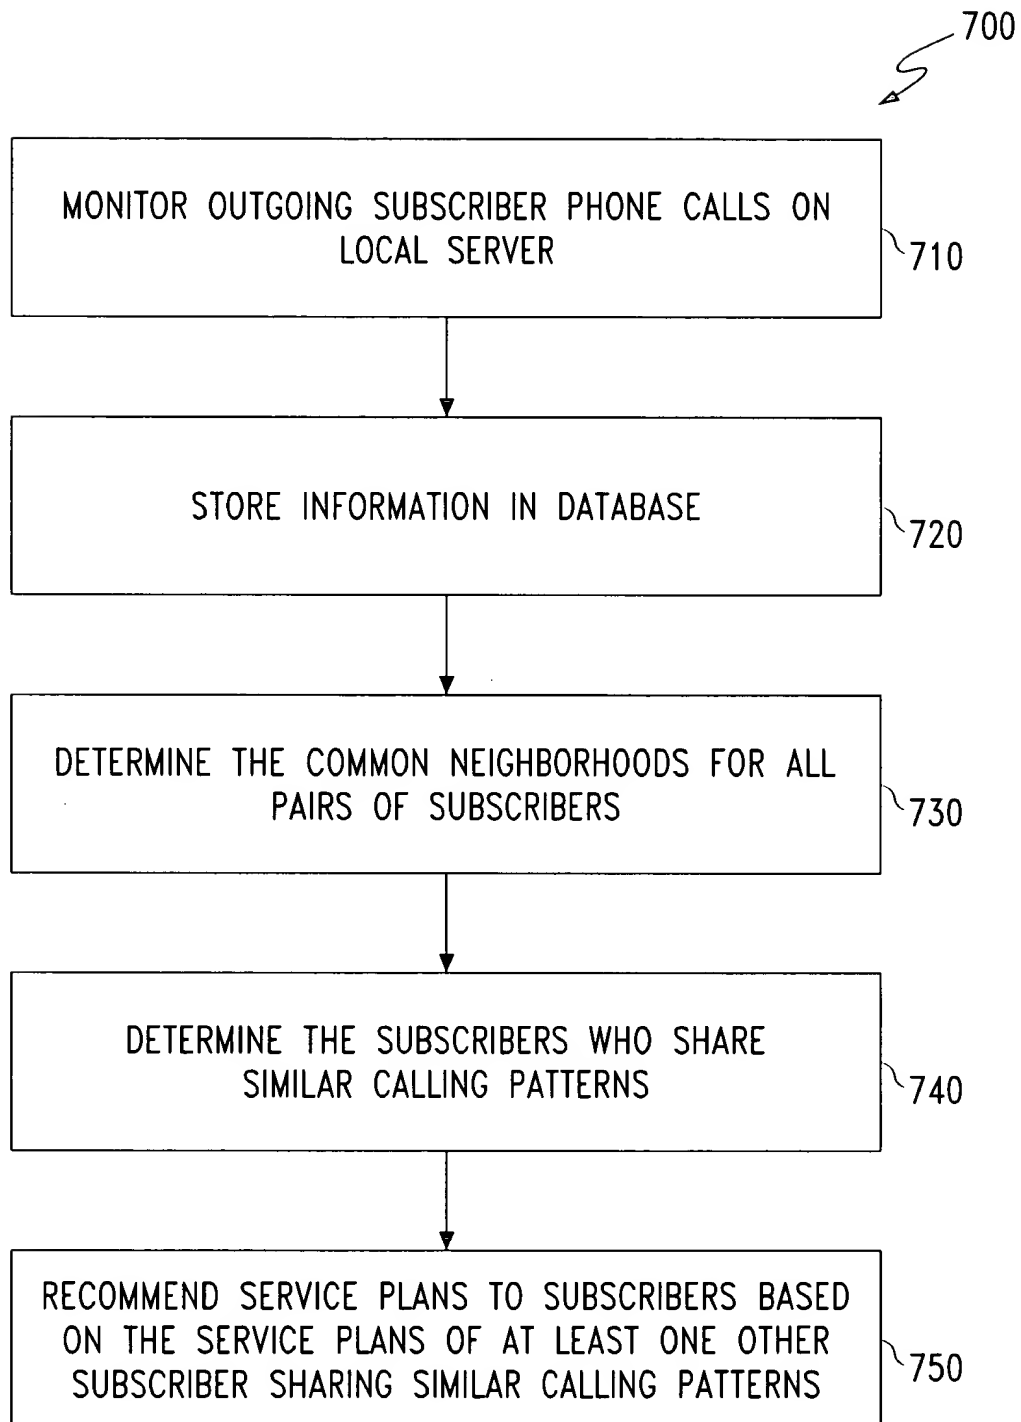 700
MONITOR OUTGOING SUBSCRIBER PHONE CALLS ON
LOCAL SERVER
710
STORE INFORMATION IN DATABASE
720
DETERMINE THE COMMON NEIGHBORHOODS FOR ALL
PAIRS OF SUBSCRIBERS
730
DETERMINE THE SUBSCRIBERS WHO SHARE
SIMILAR CALLING PATTERNS
740
RECOMMEND SERVICE PLANS TO SUBSCRIBERS BASED
ON THE SERVICE PLANS OF AT LEAST ONE OTHER
SUBSCRIBER SHARING SIMILAR CALLING PATTERNS
750